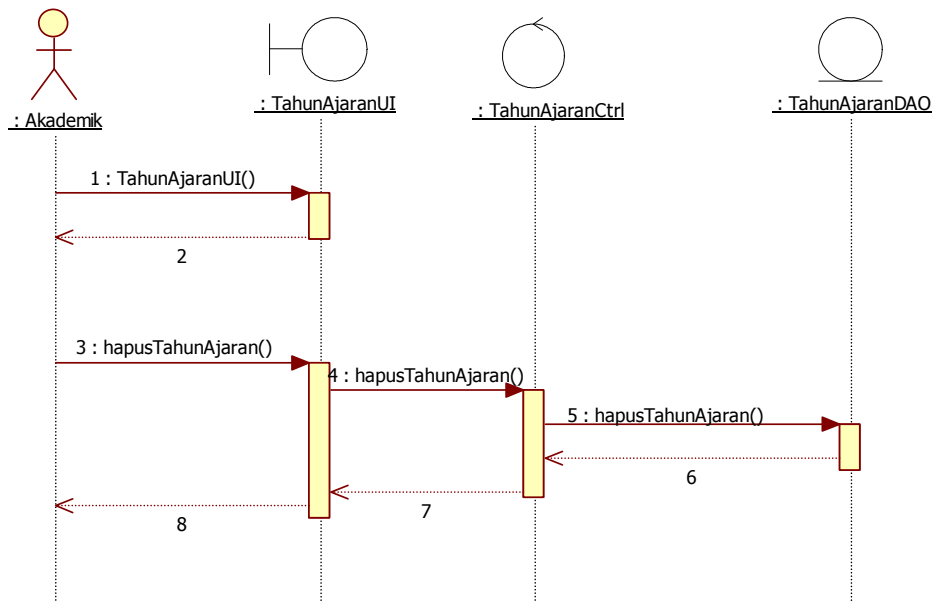 : Akademik
: TahunAjaranUI
: TahunAjaranCtrl
: TahunAjaranDAO
1 : TahunAjaranUI()
2
3 : hapusTahunAjaran()
4 : hapusTahunAjaran()
5 : hapusTahunAjaran()
6
7
8